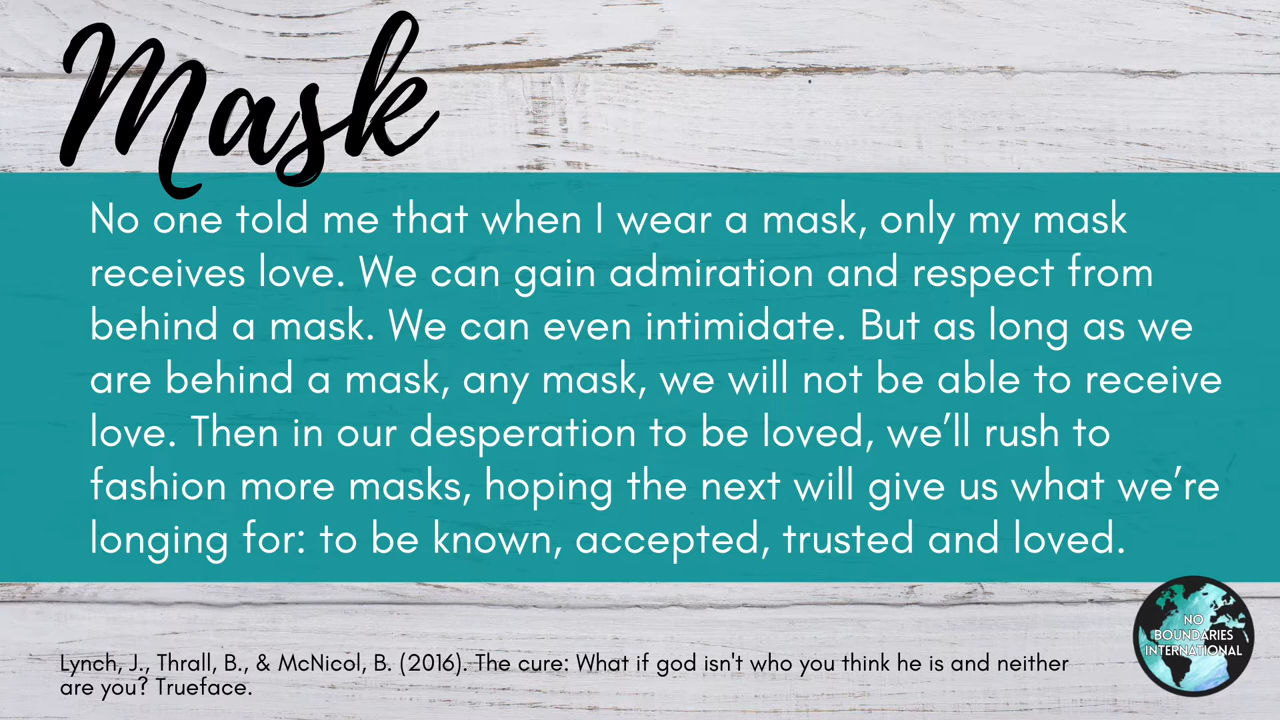 Mask
No one told me that when I wear a mask, only my mask
receives love. We can gain admiration and respect from
behind a mask. We can even intimidate. But as long as we
are behind a mask, any mask, we will not be able to receive
love. Then in our desperation to be loved, we’ll rush to
fashion more masks, hoping the next will give us what we’re
longing for: to be known, accepted, trusted and loved.
Lynch, J., Thrall, B., & McNicol, B. (2016). The cure: What if god isn't who you think he is and neither
are you? Trueface.
NO
BOUNDARIES
INTERNATIONAL